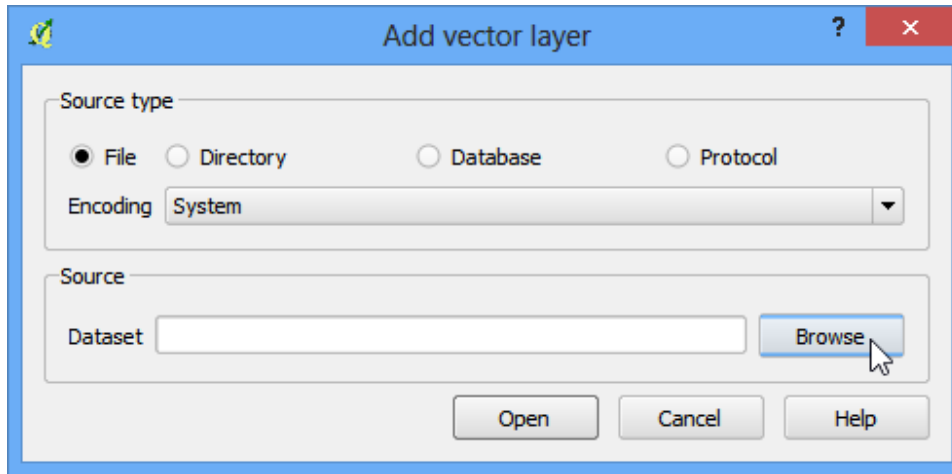 Add vector layer ?
Source type
File Directory Database Protocol
Encoding System
Source
Dataset Browse
Open Cancel Help